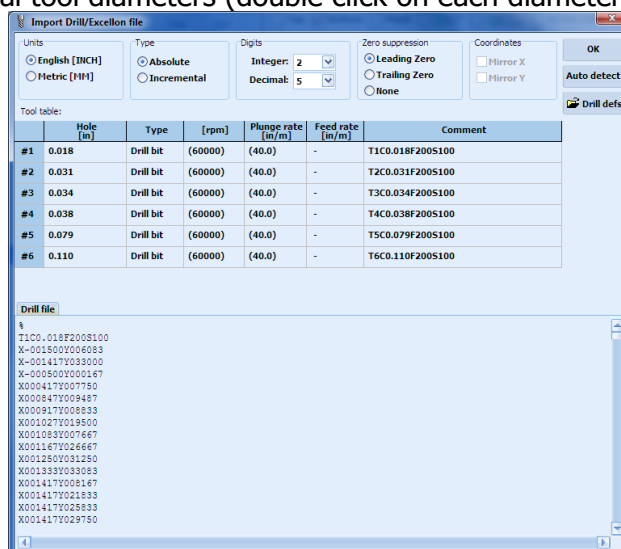 al tool diameters (double click on each diameter
Import Drill/Excellon file
Units Type Digits Zero suppression Coordinates
English [INCH] Absolute Integer: 2 Leading Zero Mirror X OK
Metric [MM] Incremental Decimal: 5 Trailing Zero Mirror Y Auto detect
None Drill defs
Tool table:
Hole [in] Type [rpm] Plunge rate [in/m] Feed rate [in/m] Comment
#1 0.018 Drill bit (60000) (40.0) - T1C0.018F200S100
#2 0.031 Drill bit (60000) (40.0) - T2C0.031F200S100
#3 0.034 Drill bit (60000) (40.0) - T3C0.034F200S100
#4 0.038 Drill bit (60000) (40.0) - T4C0.038F200S100
#5 0.079 Drill bit (60000) (40.0) - T5C0.079F200S100
#6 0.110 Drill bit (60000) (40.0) - T6C0.110F200S100
Drill file
%
T1C0.018F200S100
X-001500Y006083
X-001417Y033000
X-000500Y000167
X000417Y007750
X000847Y009487
X000917Y008833
X001027Y019500
X001083Y007667
X001167Y026667
X001250Y031250
X001333Y033083
X001417Y008167
X001417Y021833
X001417Y025833
X001417Y029750